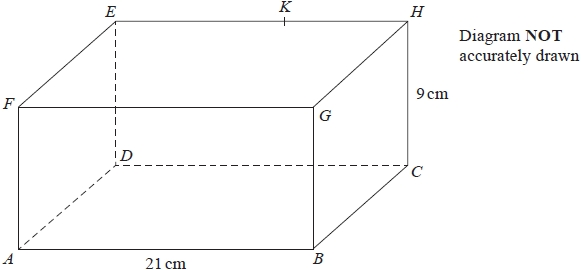 E
K
H
Diagram NOT
accurately drawn
F
G
9 cm
D
C
A
21 cm
B